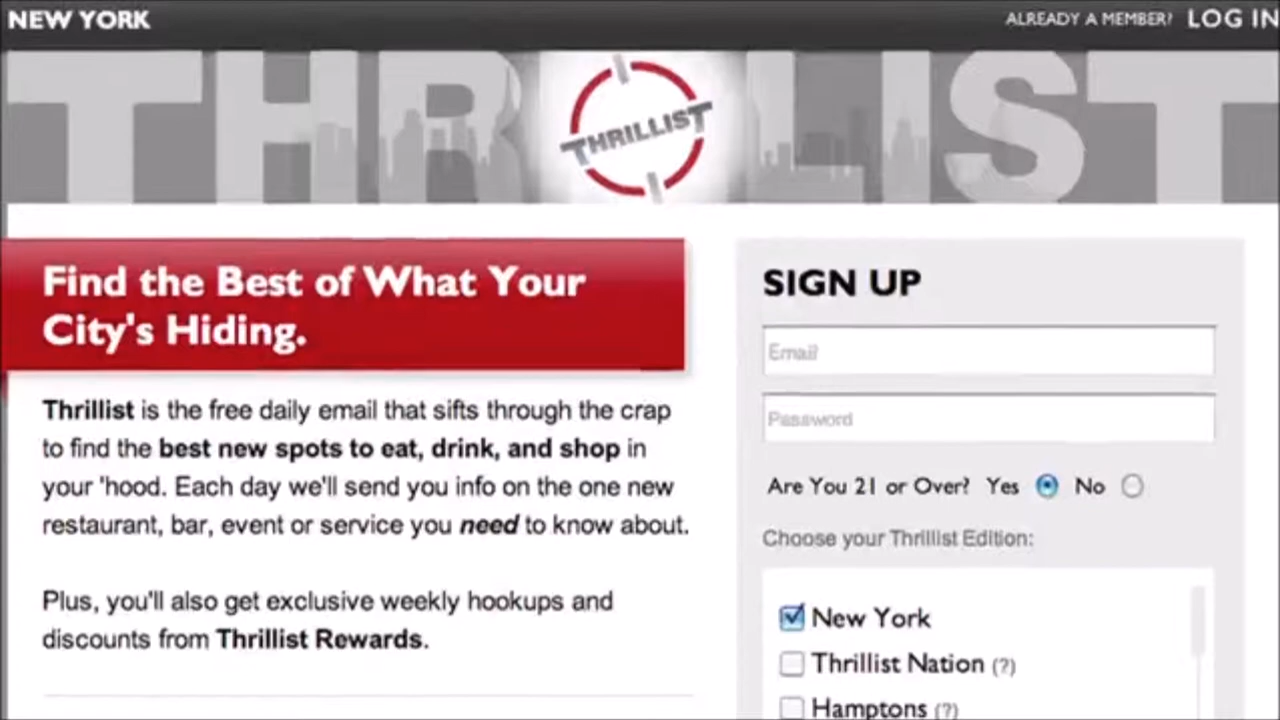 NEW YORK
ALREADY A MEMBER? LOG IN
THRILLIST
THRILLIST
Find the Best of What Your
City's Hiding.
Thrillist is the free daily email that sifts through the crap
to find the best new spots to eat, drink, and shop in
your 'hood. Each day we'll send you info on the one new
restaurant, bar, event or service you need to know about.
Plus, you'll also get exclusive weekly hookups and
discounts from Thrillist Rewards.
SIGN UP
Email
Password
Are You 21 or Over? Yes No
Choose your Thrillist Edition:
New York
Thrillist Nation (?)
Hamptons (?)